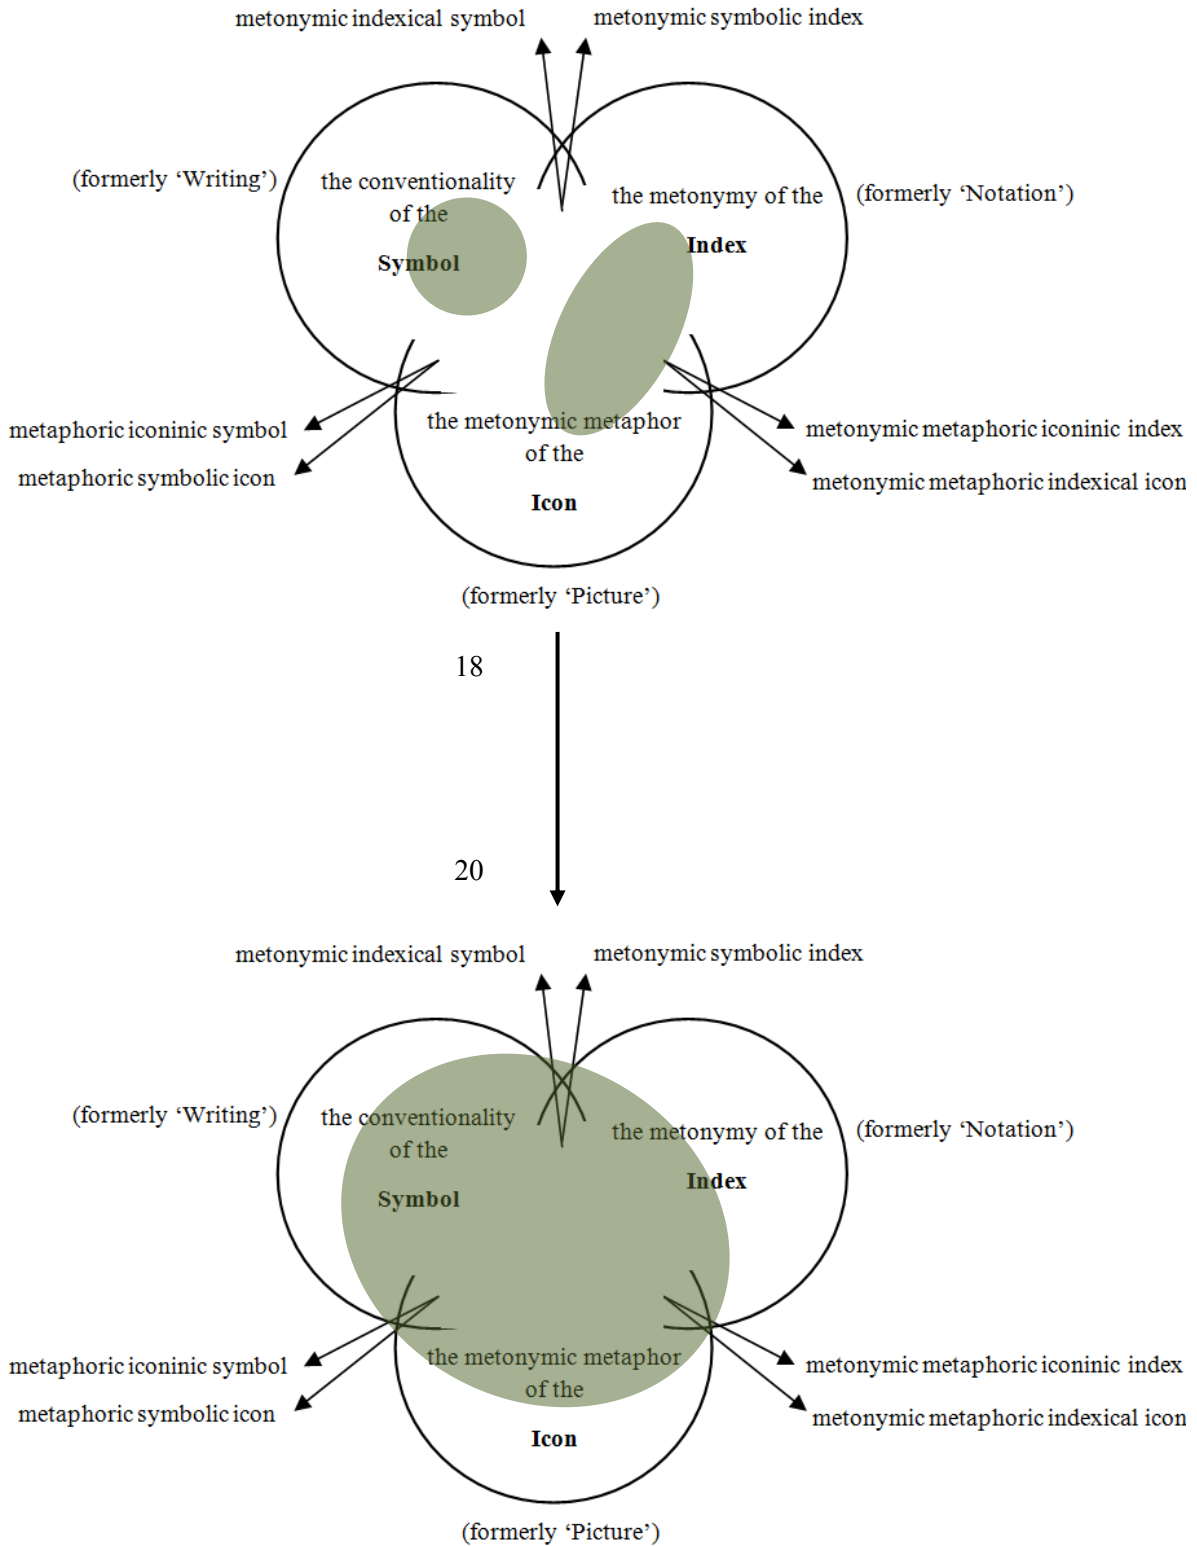 metonymic indexical symbol
metonymic symbolic index
(formerly ‘Writing’)
the conventionality
of the
Symbol
the metonymy of the
Index
(formerly ‘Notation’)
metaphoric iconinic symbol
metaphoric symbolic icon
the metonymic metaphor
of the
Icon
metonymic metaphoric iconinic index
metonymic metaphoric indexical icon
(formerly ‘Picture’)
18
20
metonymic indexical symbol
metonymic symbolic index
(formerly ‘Writing’)
the conventionality
of the
Symbol
the metonymy of the
Index
(formerly ‘Notation’)
metaphoric iconinic symbol
metaphoric symbolic icon
the metonymic metaphor
of the
Icon
metonymic metaphoric iconinic index
metonymic metaphoric indexical icon
(formerly ‘Picture’)